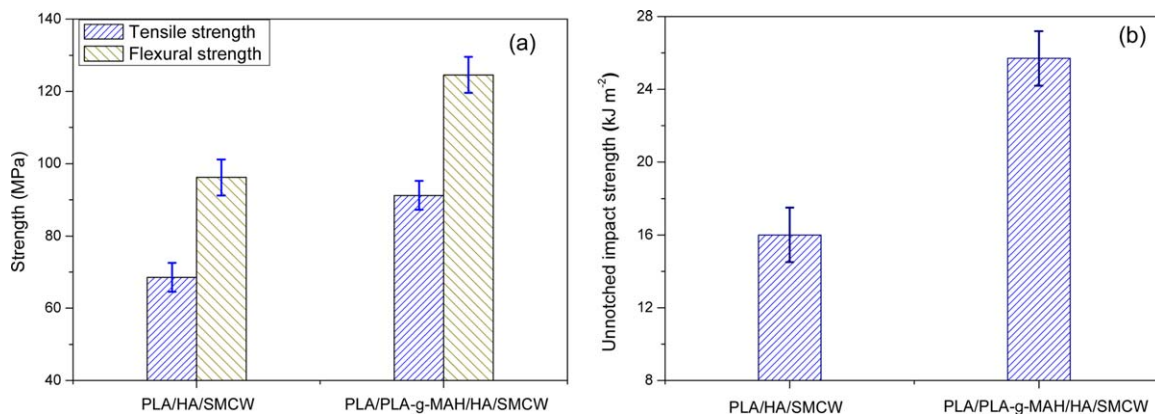 (a)
Tensile strength
Flexural strength
Strength (MPa)
140
120
100
80
60
40
PLA/HA/SMCW
PLA/PLA-g-MAH/HA/SMCW
(b)
Unnotched impact strength (kJ m⁻²)
28
24
20
16
12
8
PLA/HA/SMCW
PLA/PLA-g-MAH/HA/SMCW